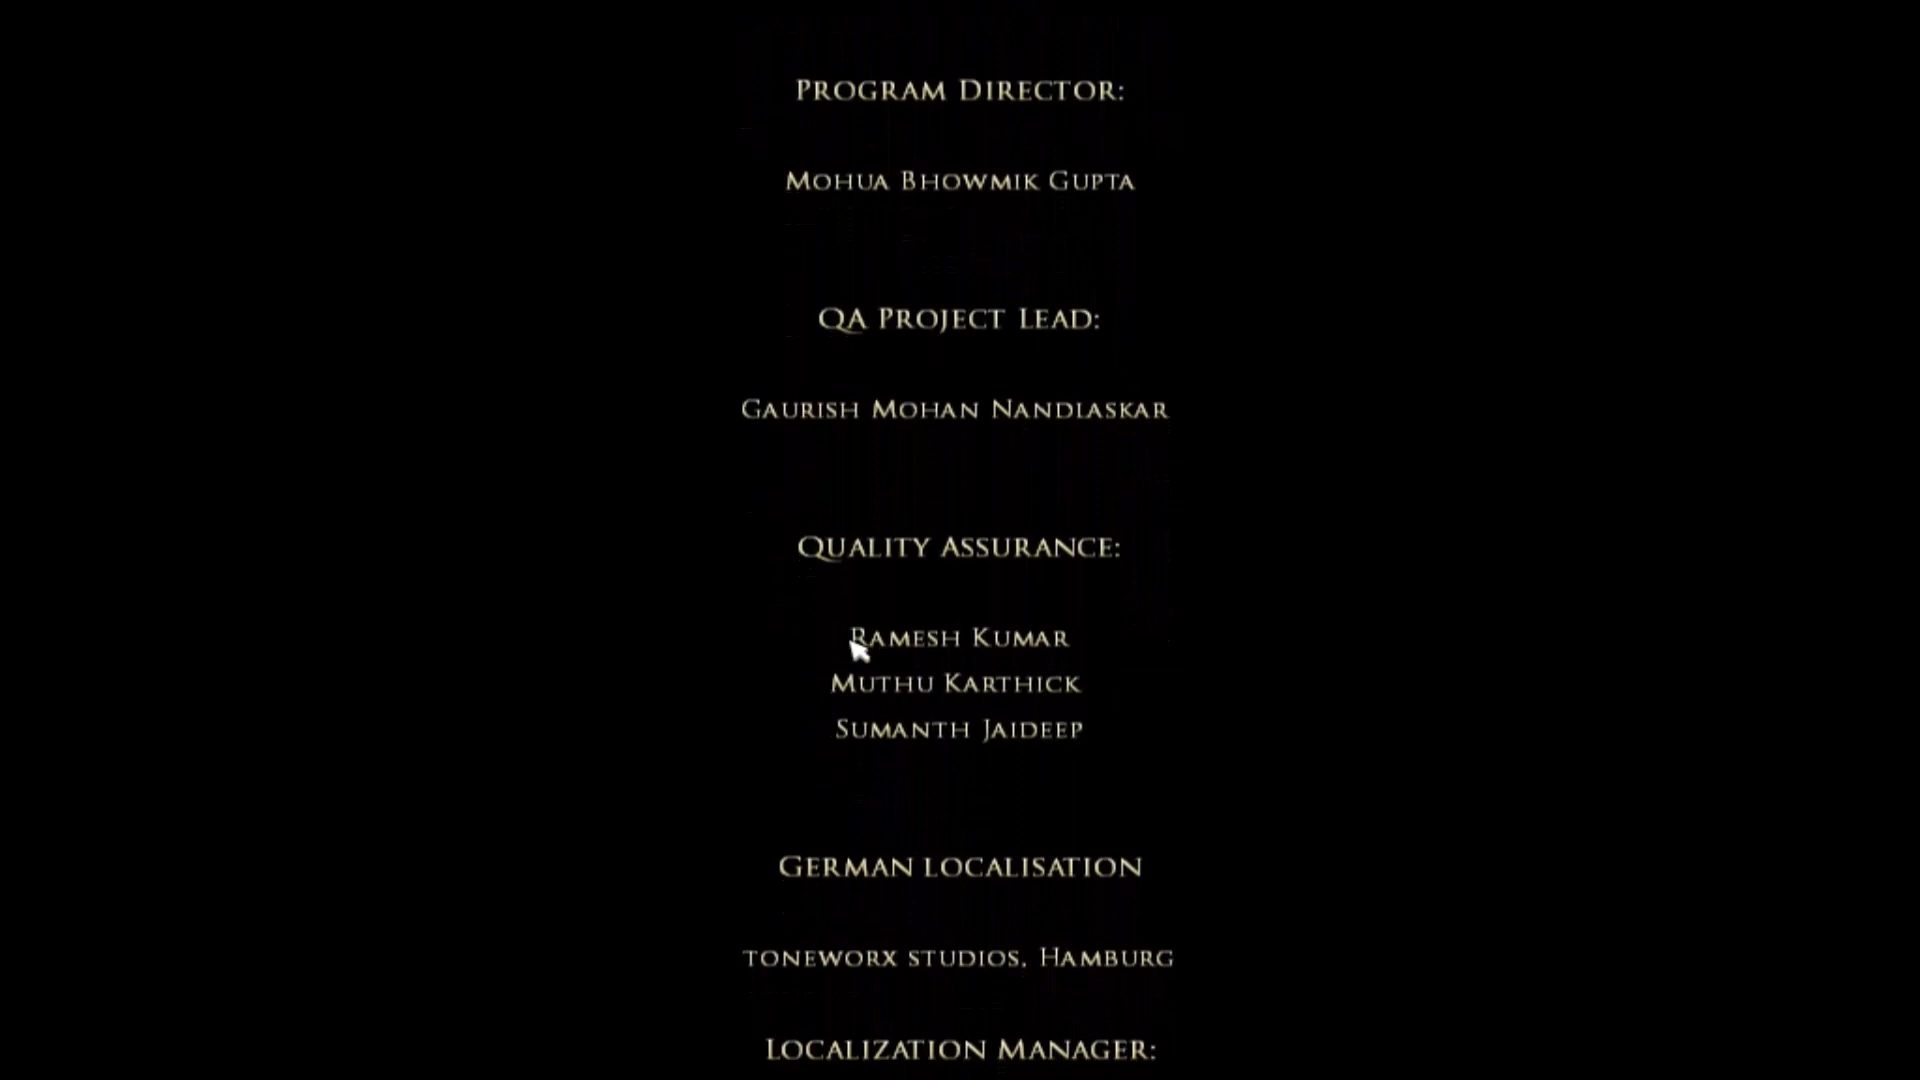 Program Director:
Mohua Bhowmik Gupta
QA Project Lead:
Gaurish Mohan Nandlaskar
Quality Assurance:
Ramesh Kumar
Muthu Karthick
Sumanth Jaideep
German localisation
toneworx studios, Hamburg
Localization Manager: